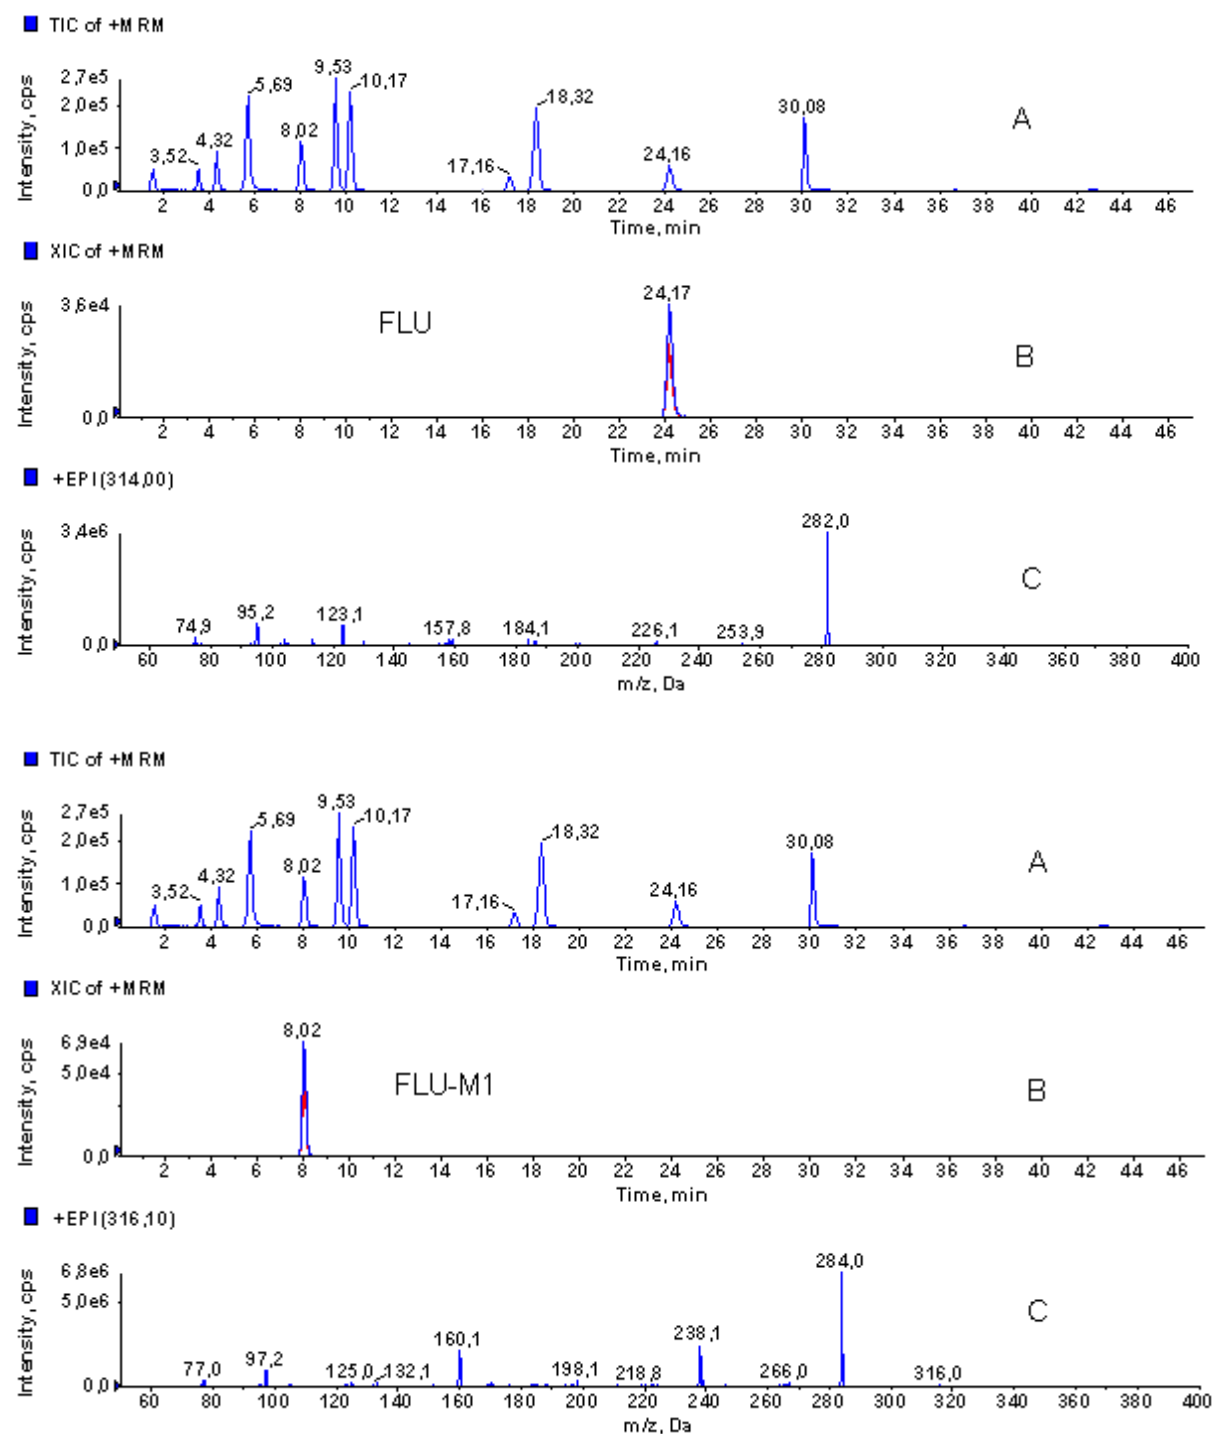 TIC of +MRM
9,53
2,7e5
5,69
10,17
2,0e5
18,32
30,08
A
8,02
4,32
3,52
1,0e5
17,16
24,16
0,0
Intensity, cps
2 4 6 8 10 12 14 16 18 20 22 24 26 28 30 32 34 36 38 40 42 44 46
Time, min
XIC of +MRM
24,17
3,6e4
FLU
B
0,0
Intensity, cps
2 4 6 8 10 12 14 16 18 20 22 24 26 28 30 32 34 36 38 40 42 44 46
Time, min
+EPI(314,00)
282,0
3,4e6
C
74,9 95,2 123,1 157,8 184,1 226,1 253,9
0,0
Intensity, cps
60 80 100 120 140 160 180 200 220 240 260 280 300 320 340 360 380 400
m/z, Da
TIC of +MRM
9,53
2,7e5
5,69
10,17
2,0e5
18,32
30,08
A
8,02
4,32
3,52
1,0e5
17,16
24,16
0,0
Intensity, cps
2 4 6 8 10 12 14 16 18 20 22 24 26 28 30 32 34 36 38 40 42 44 46
Time, min
XIC of +MRM
8,02
6,9e4
5,0e4
FLU-M1
B
0,0
Intensity, cps
2 4 6 8 10 12 14 16 18 20 22 24 26 28 30 32 34 36 38 40 42 44 46
Time, min
+EPI(316,10)
284,0
6,8e6
5,0e6
C
77,0 97,2 125,0 132,1 160,1 198,1 218,8 238,1 266,0 316,0
0,0
Intensity, cps
60 80 100 120 140 160 180 200 220 240 260 280 300 320 340 360 380 400
m/z, Da